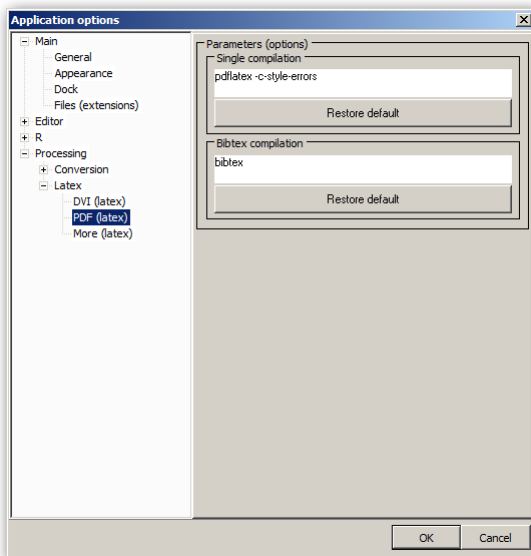 Application options
Main
General
Appearance
Dock
Files (extensions)
Editor
R
Processing
Conversion
Latex
DVI (latex)
PDF (latex)
More (latex)
Parameters (options)
Single compilation
pdflatex -c-style-errors
Restore default
Bibtex compilation
bibtex
Restore default
OK
Cancel